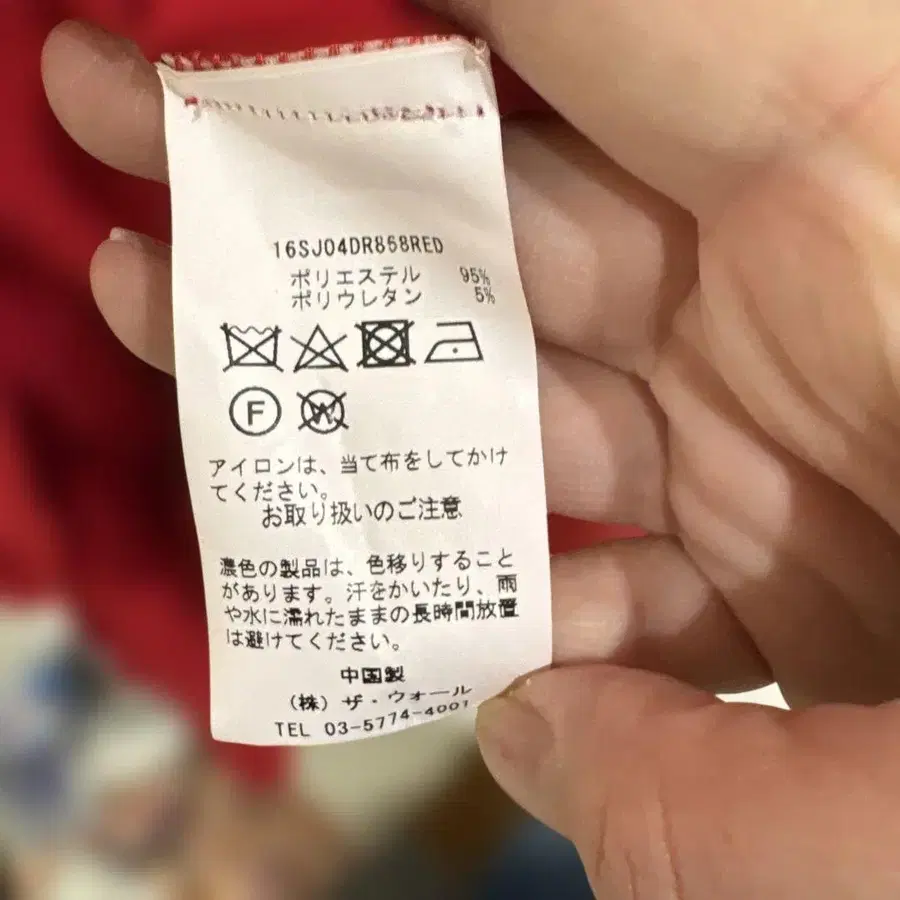 16SJ04DR868RED
ポリエステル 95%
ポリウレタン 5%
F W
アイロンは、当て布をしてかけ
てください。
お取り扱いのご注意
濃色の製品は、色移りすること
があります。汗をかいたり、雨
や水に濡れたままの長時間放置
は避けてください。
中国製
(株) ザ・ウォール
TEL 03-5774-4001